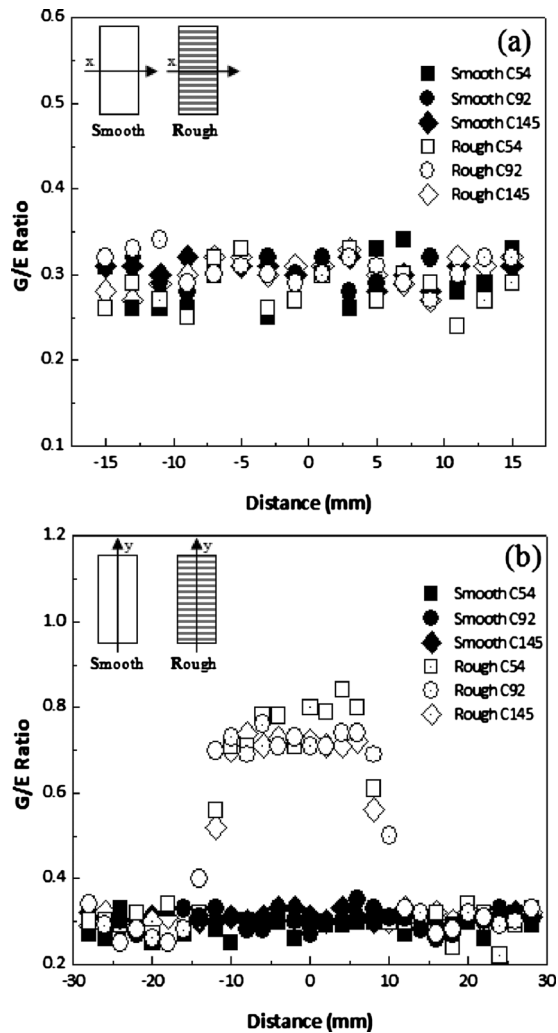 (a)
x
x
Smooth
Rough
Smooth C54
Smooth C92
Smooth C145
Rough C54
Rough C92
Rough C145
G/E Ratio
0.6
0.5
0.4
0.3
0.2
0.1
-15 -10 -5 0 5 10 15
Distance (mm)
(b)
y
y
Smooth
Rough
Smooth C54
Smooth C92
Smooth C145
Rough C54
Rough C92
Rough C145
G/E Ratio
1.2
1.0
0.8
0.6
0.4
0.2
-30 -20 -10 0 10 20 30
Distance (mm)